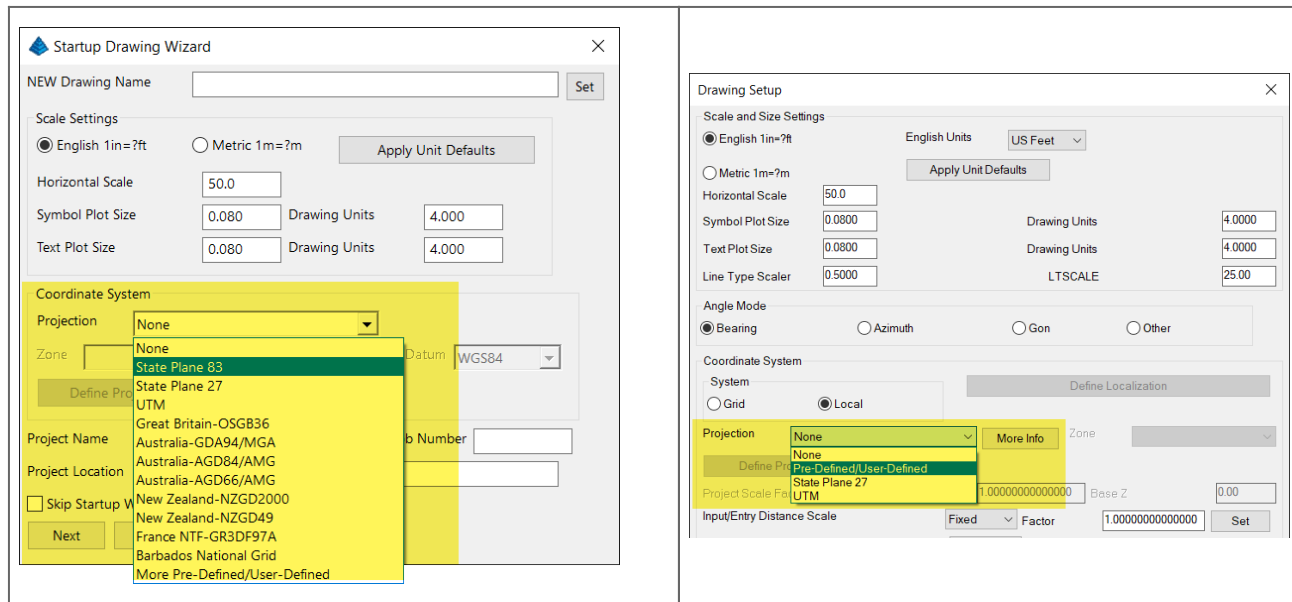 Startup Drawing Wizard
NEW Drawing Name
Set
Scale Settings
English 1in=?ft
Metric 1m=?m
Apply Unit Defaults
Horizontal Scale
50.0
Symbol Plot Size
0.080
Drawing Units
4.000
Text Plot Size
0.080
Drawing Units
4.000
Coordinate System
Projection
None
Zone
Datum
WGS84
None
State Plane 83
State Plane 27
UTM
Great Britain-OSGB36
Australia-GDA94/MGA
Australia-AGD84/AMG
Australia-AGD66/AMG
New Zealand-NZGD2000
New Zealand-NZGD49
France NTF-GR3DF97A
Barbados National Grid
More Pre-Defined/User-Defined
Define Pro
Project Name
b Number
Project Location
Skip Startup W
Next
Drawing Setup
Scale and Size Settings
English 1in=?ft
English Units
US Feet
Metric 1m=?m
Apply Unit Defaults
Horizontal Scale
50.0
Symbol Plot Size
0.0800
Drawing Units
4.0000
Text Plot Size
0.0800
Drawing Units
4.0000
Line Type Scaler
0.5000
LTSCALE
25.00
Angle Mode
Bearing
Azimuth
Gon
Other
Coordinate System
System
Grid
Local
Define Localization
Projection
None
More Info
Zone
None
Pre-Defined/User-Defined
State Plane 27
UTM
Define Pro
Project Scale Fa
1.00000000000000
Base Z
0.00
Input/Entry Distance Scale
Fixed
Factor
1.00000000000000
Set